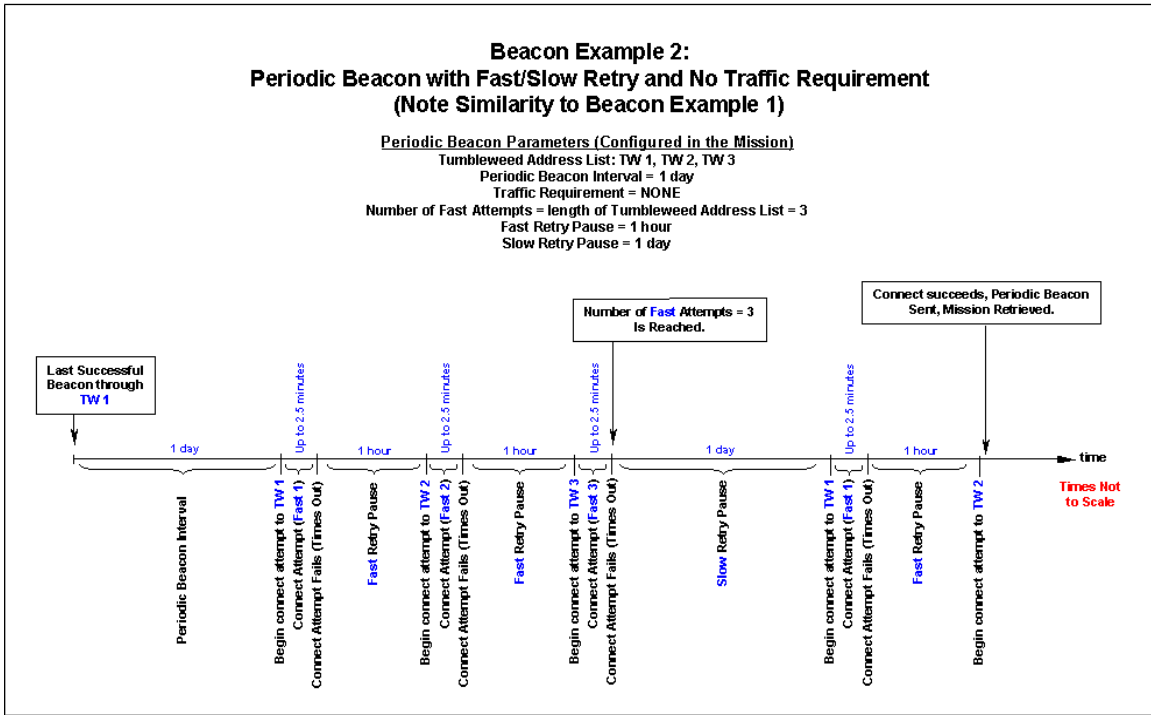 Beacon Example 2:
Periodic Beacon with Fast/Slow Retry and No Traffic Requirement
(Note Similarity to Beacon Example 1)
Periodic Beacon Parameters (Configured in the Mission)
Tumbleweed Address List: TW 1, TW 2, TW 3
Periodic Beacon Interval = 1 day
Traffic Requirement = NONE
Number of Fast Attempts = length of Tumbleweed Address List = 3
Fast Retry Pause = 1 hour
Slow Retry Pause = 1 day
Last Successful
Beacon through
TW 1
Number of Fast Attempts = 3
Is Reached.
Connect succeeds, Periodic Beacon
Sent, Mission Retrieved.
1 day
Up to 2.5 minutes
1 hour
Up to 2.5 minutes
1 hour
Up to 2.5 minutes
1 day
Up to 2.5 minutes
1 hour
time
Times Not
to Scale
Periodic Beacon Interval
Begin connect attempt to TW 1
Connect Attempt (Fast 1)
Connect Attempt Fails (Times Out)
Fast Retry Pause
Begin connect attempt to TW 2
Connect Attempt (Fast 2)
Connect Attempt Fails (Times Out)
Fast Retry Pause
Begin connect attempt to TW 3
Connect Attempt (Fast 3)
Connect Attempt Fails (Times Out)
Slow Retry Pause
Begin connect attempt to TW 1
Connect Attempt (Fast 1)
Connect Attempt Fails (Times Out)
Fast Retry Pause
Begin connect attempt to TW 2